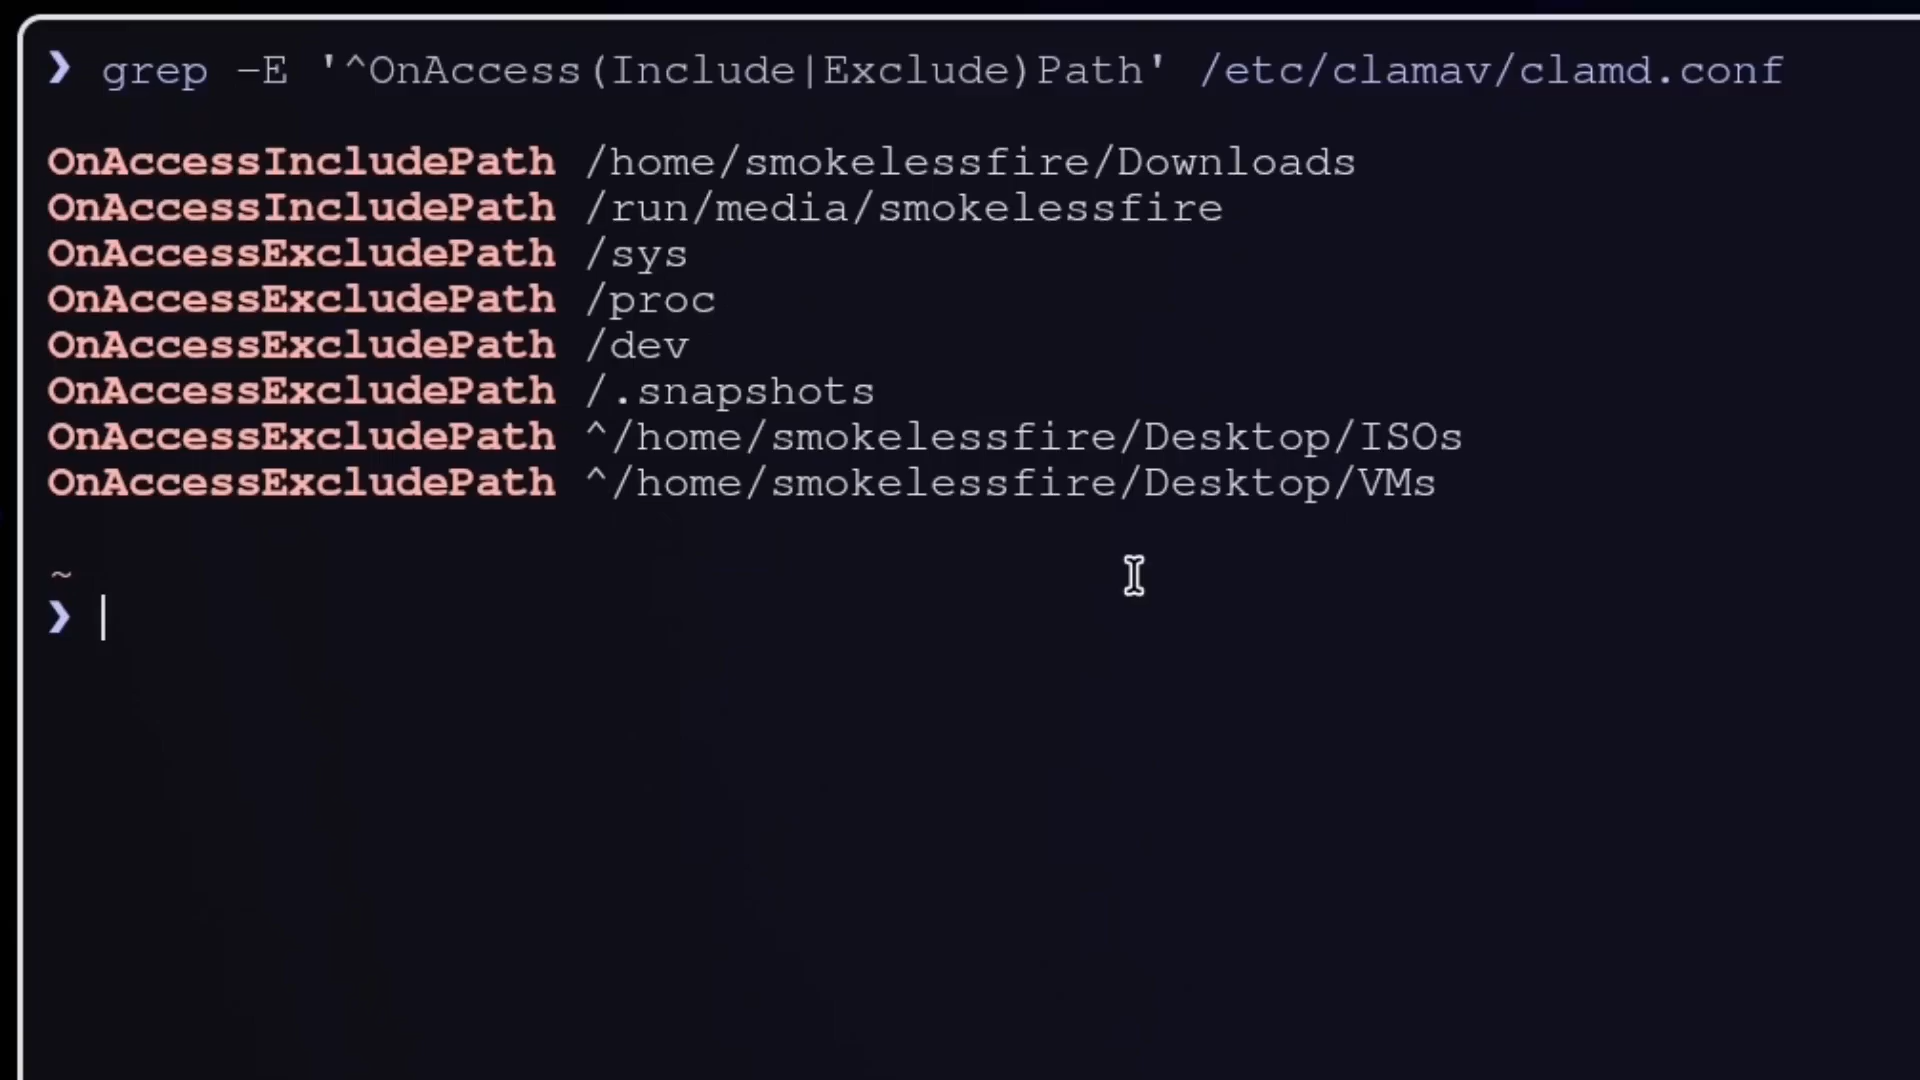 ❯ grep -E '^OnAccess(Include|Exclude)Path' /etc/clamav/clamd.conf
OnAccessIncludePath /home/smokelessfire/Downloads
OnAccessIncludePath /run/media/smokelessfire
OnAccessExcludePath /sys
OnAccessExcludePath /proc
OnAccessExcludePath /dev
OnAccessExcludePath /.snapshots
OnAccessExcludePath ^/home/smokelessfire/Desktop/ISOs
OnAccessExcludePath ^/home/smokelessfire/Desktop/VMs
~
❯